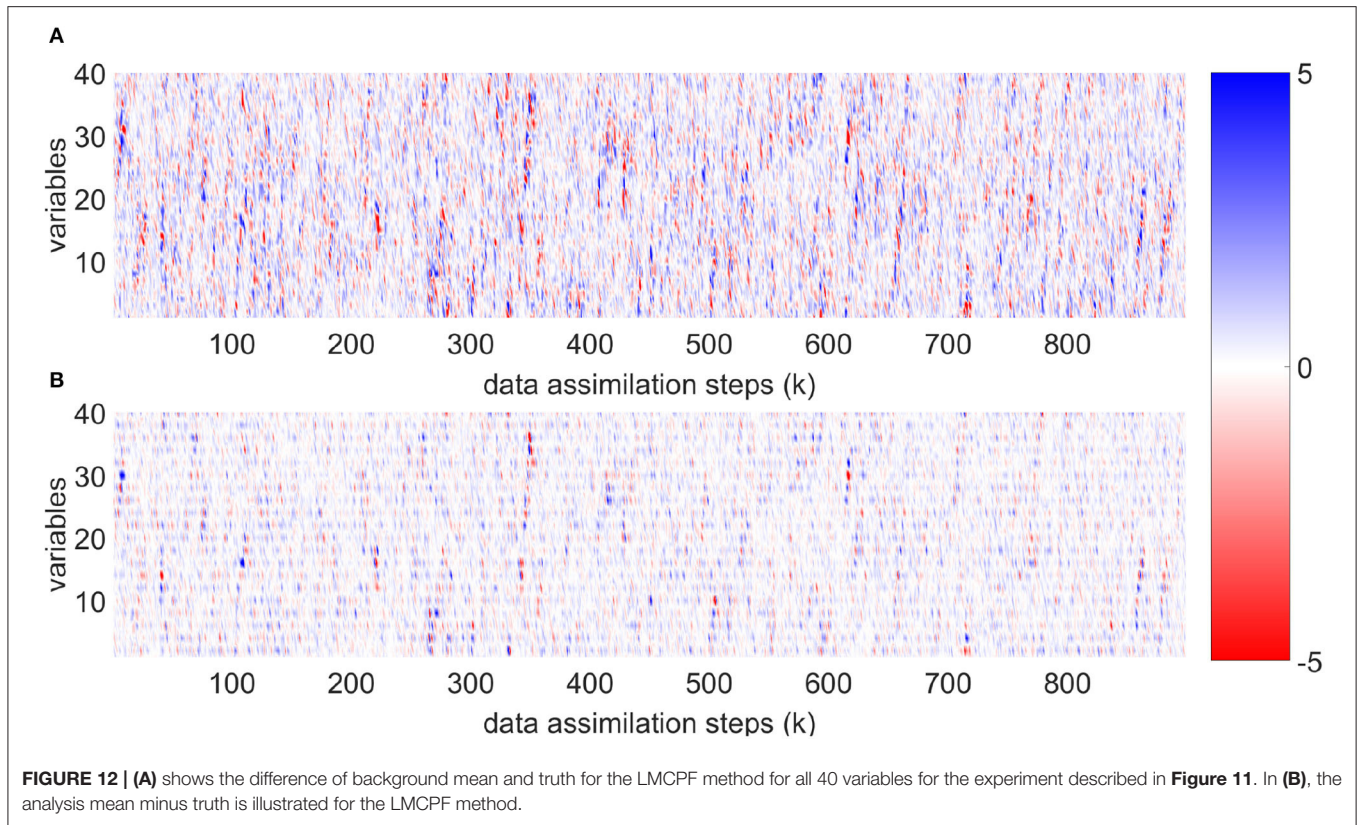 A
40
30
20
10
variables
100 200 300 400 500 600 700 800
data assimilation steps (k)
B
40
30
20
10
variables
100 200 300 400 500 600 700 800
data assimilation steps (k)
5
0
-5
FIGURE 12 | (A) shows the difference of background mean and truth for the LMCPF method for all 40 variables for the experiment described in Figure 11. In (B), the
analysis mean minus truth is illustrated for the LMCPF method.